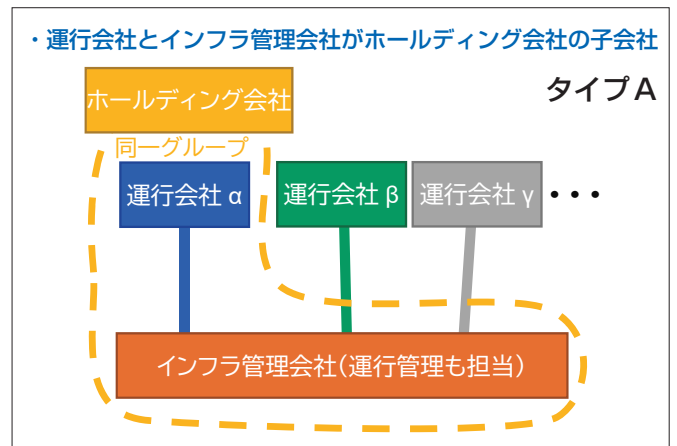 ・運行会社とインフラ管理会社がホールディング会社の子会社
タイプA
ホールディング会社
同一グループ
運行会社 α
運行会社 β
運行会社 γ
・・・
インフラ管理会社(運行管理も担当)